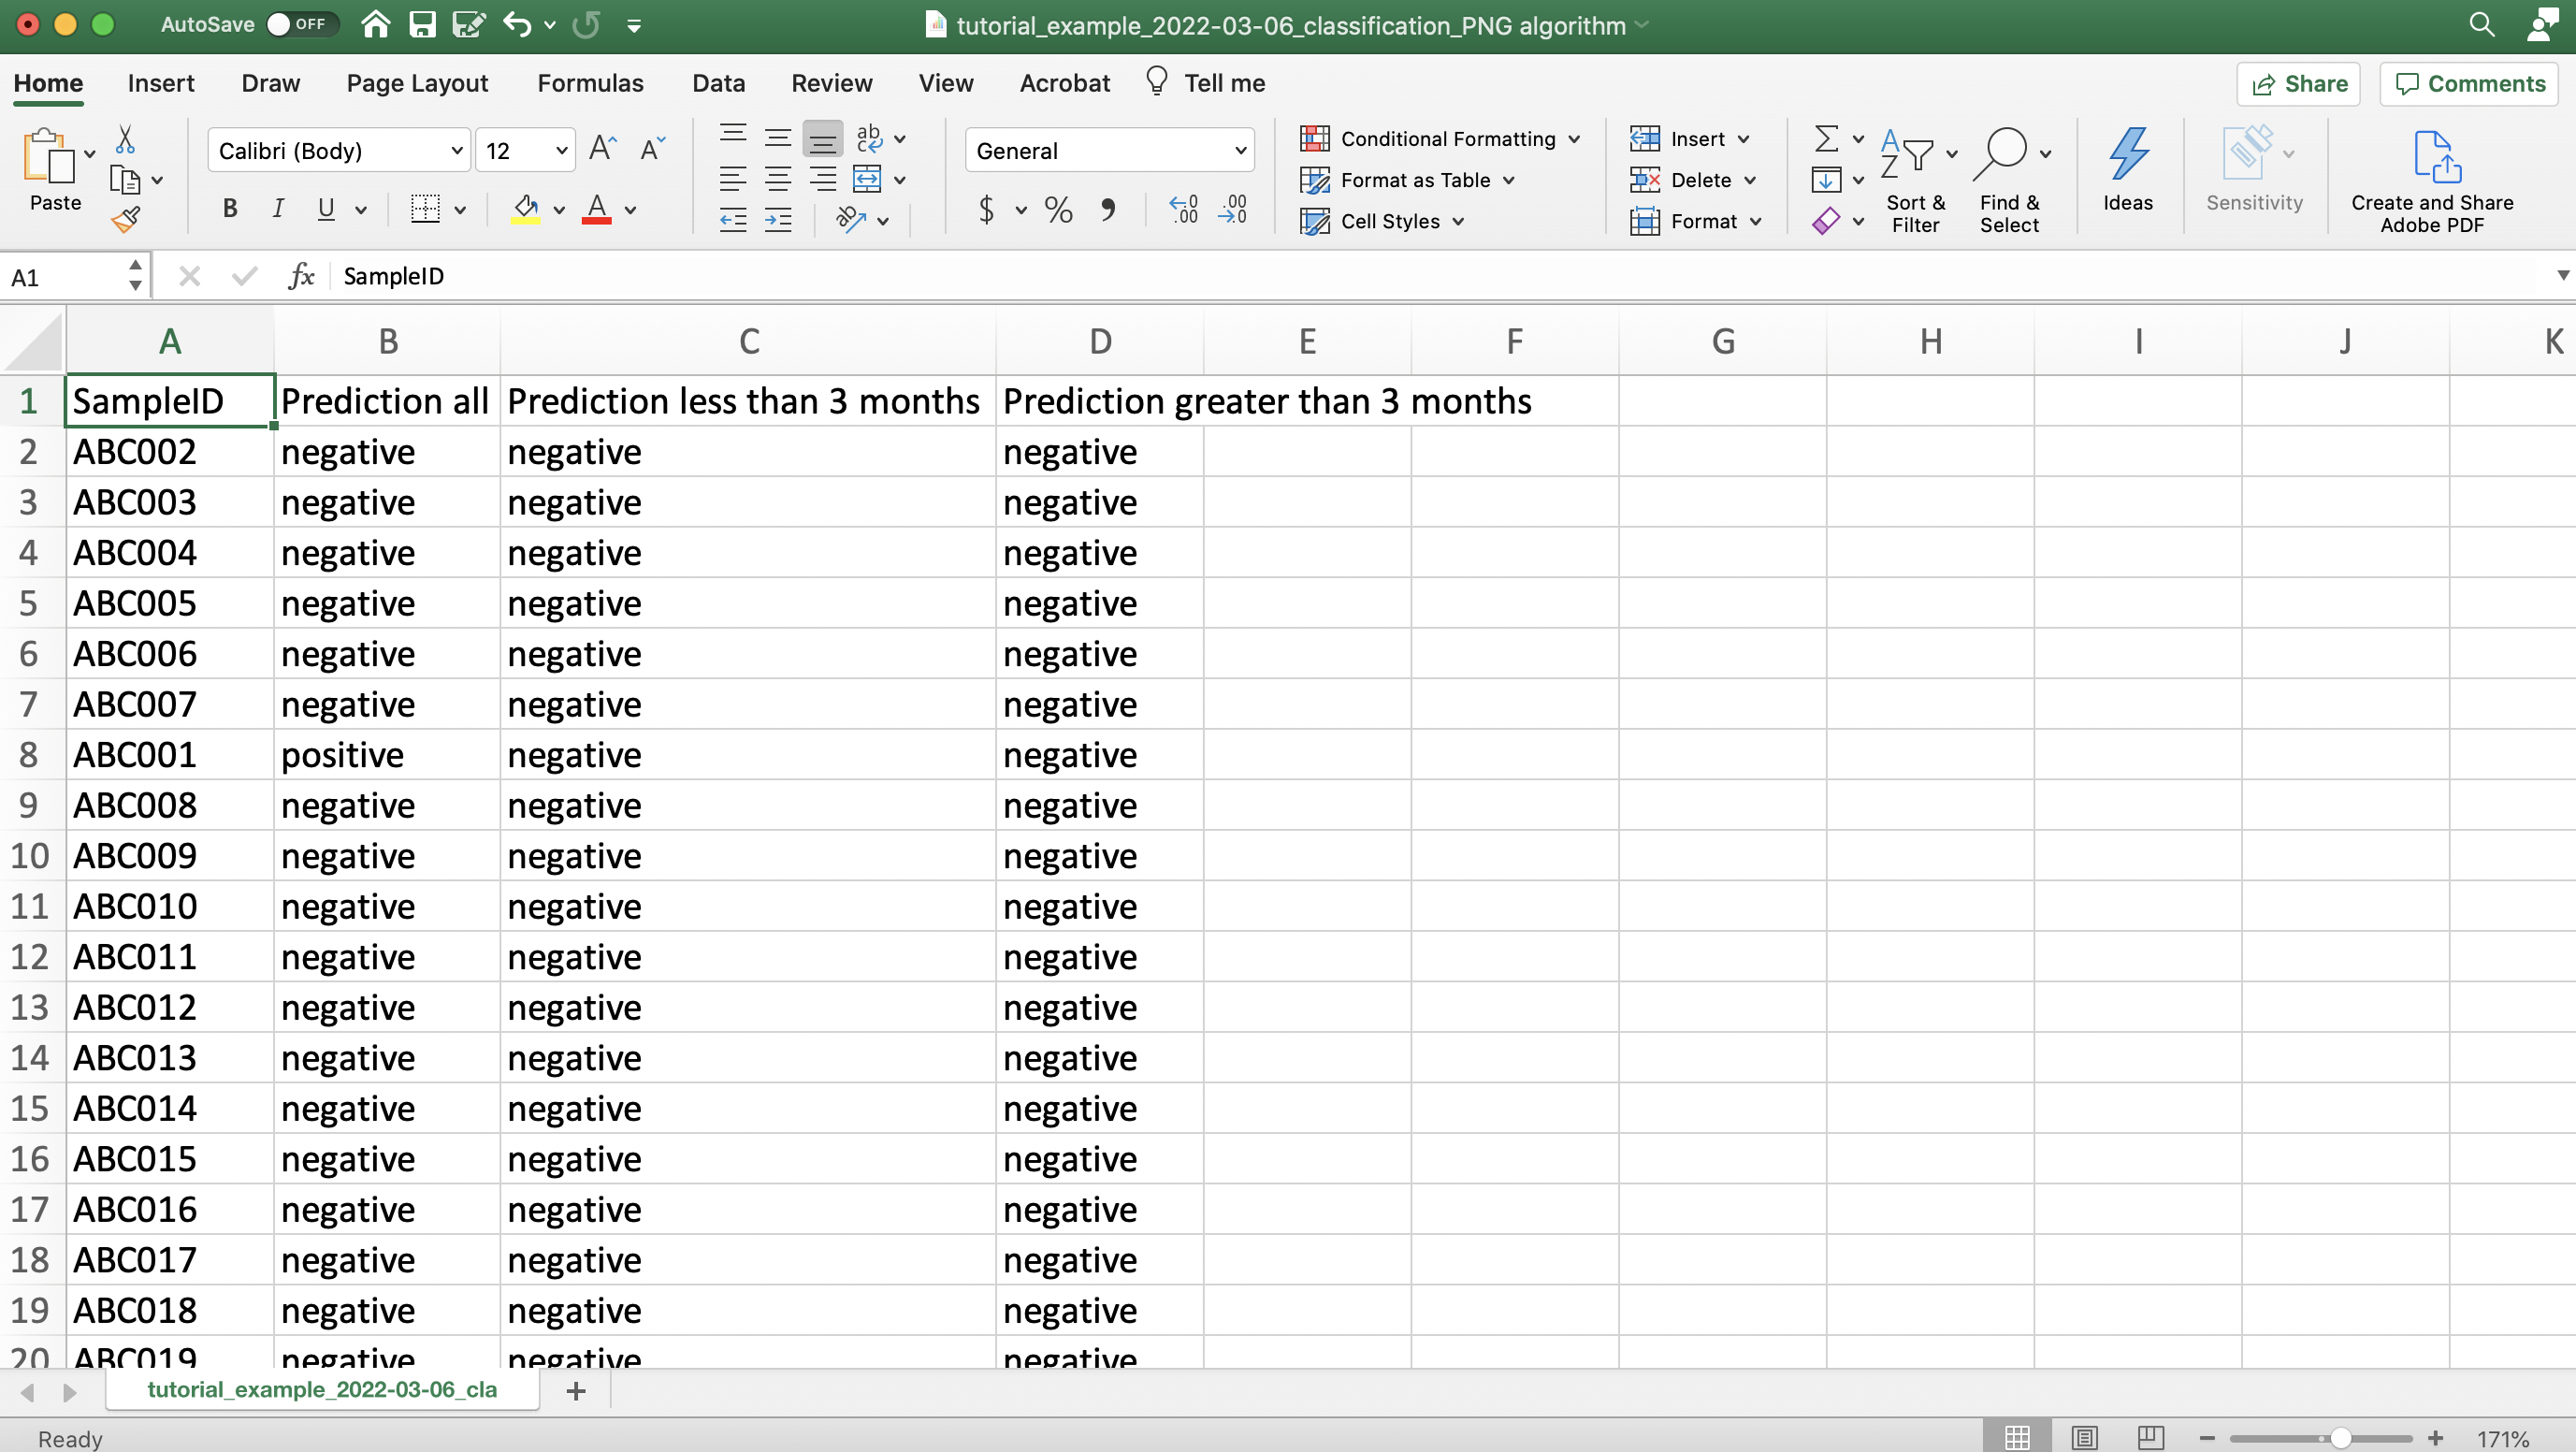 AutoSave OFF tutorial_example_2022-03-06_classification_PNG algorithm
Home Insert Draw Page Layout Formulas Data Review View Acrobat Tell me Share Comments
Paste Calibri (Body) 12 A A ab c General Conditional Formatting Insert Σ A Z
Format as Table Delete
B I U A ab $ % , .0 .00 .00 .0 Cell Styles Format Sort & Filter Find & Select Ideas Sensitivity Create and Share Adobe PDF
A1 fx SampleID
A B C D E F G H I J K
1 SampleID Prediction all Prediction less than 3 months Prediction greater than 3 months
2 ABC002 negative negative negative
3 ABC003 negative negative negative
4 ABC004 negative negative negative
5 ABC005 negative negative negative
6 ABC006 negative negative negative
7 ABC007 negative negative negative
8 ABC001 positive negative negative
9 ABC008 negative negative negative
10 ABC009 negative negative negative
11 ABC010 negative negative negative
12 ABC011 negative negative negative
13 ABC012 negative negative negative
14 ABC013 negative negative negative
15 ABC014 negative negative negative
16 ABC015 negative negative negative
17 ABC016 negative negative negative
18 ABC017 negative negative negative
19 ABC018 negative negative negative
20 ABC019 negative negative negative
tutorial_example_2022-03-06_cla +
Ready 171%